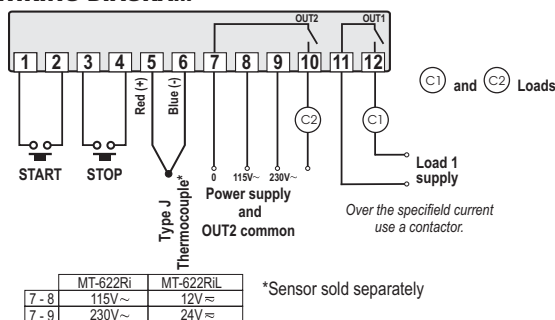 OUT2 OUT1
1 2 3 4 5 6 7 8 9 10 11 12
Red (+)
Blue (-)
C1 and C2 Loads
C2
C1
START
STOP
Type J
Thermocouple*
0 115V~ 230V~
Power supply
and
OUT2 common
Load 1
supply
Over the specifield current
use a contactor.
MT-622Ri MT-622RiL
7 - 8 115V~ 12V⎓
7 - 9 230V~ 24V⎓
*Sensor sold separately